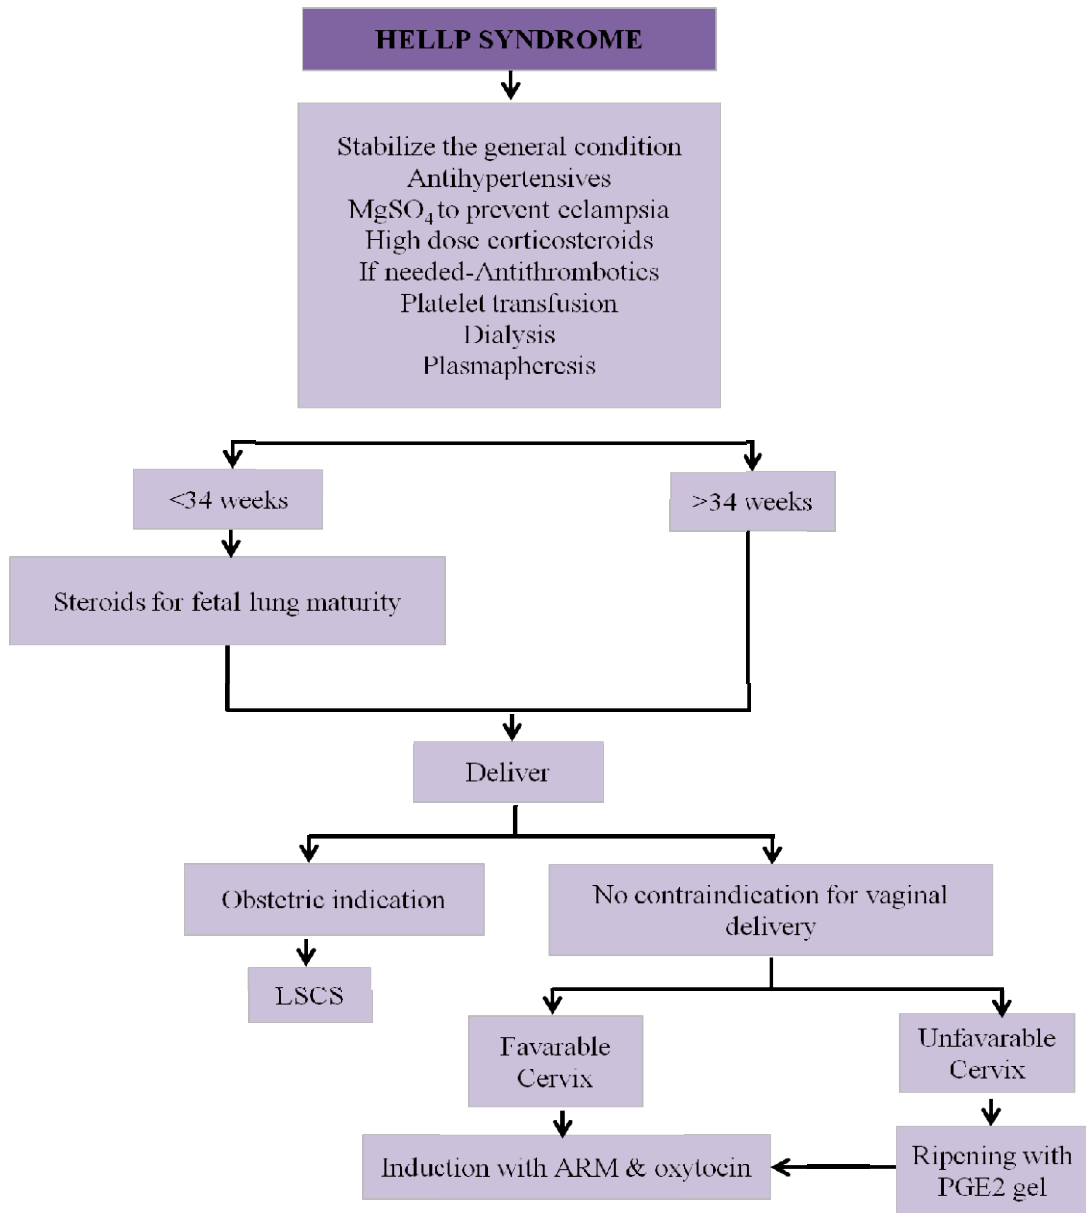 HELLP SYNDROME
Stabilize the general condition
Antihypertensives
MgSO₄ to prevent eclampsia
High dose corticosteroids
If needed-Antithrombotics
Platelet transfusion
Dialysis
Plasmapheresis
<34 weeks
>34 weeks
Steroids for fetal lung maturity
Deliver
Obstetric indication
No contraindication for vaginal
delivery
LSCS
Favarable
Cervix
Unfavarable
Cervix
Induction with ARM & oxytocin
Ripening with
PGE2 gel